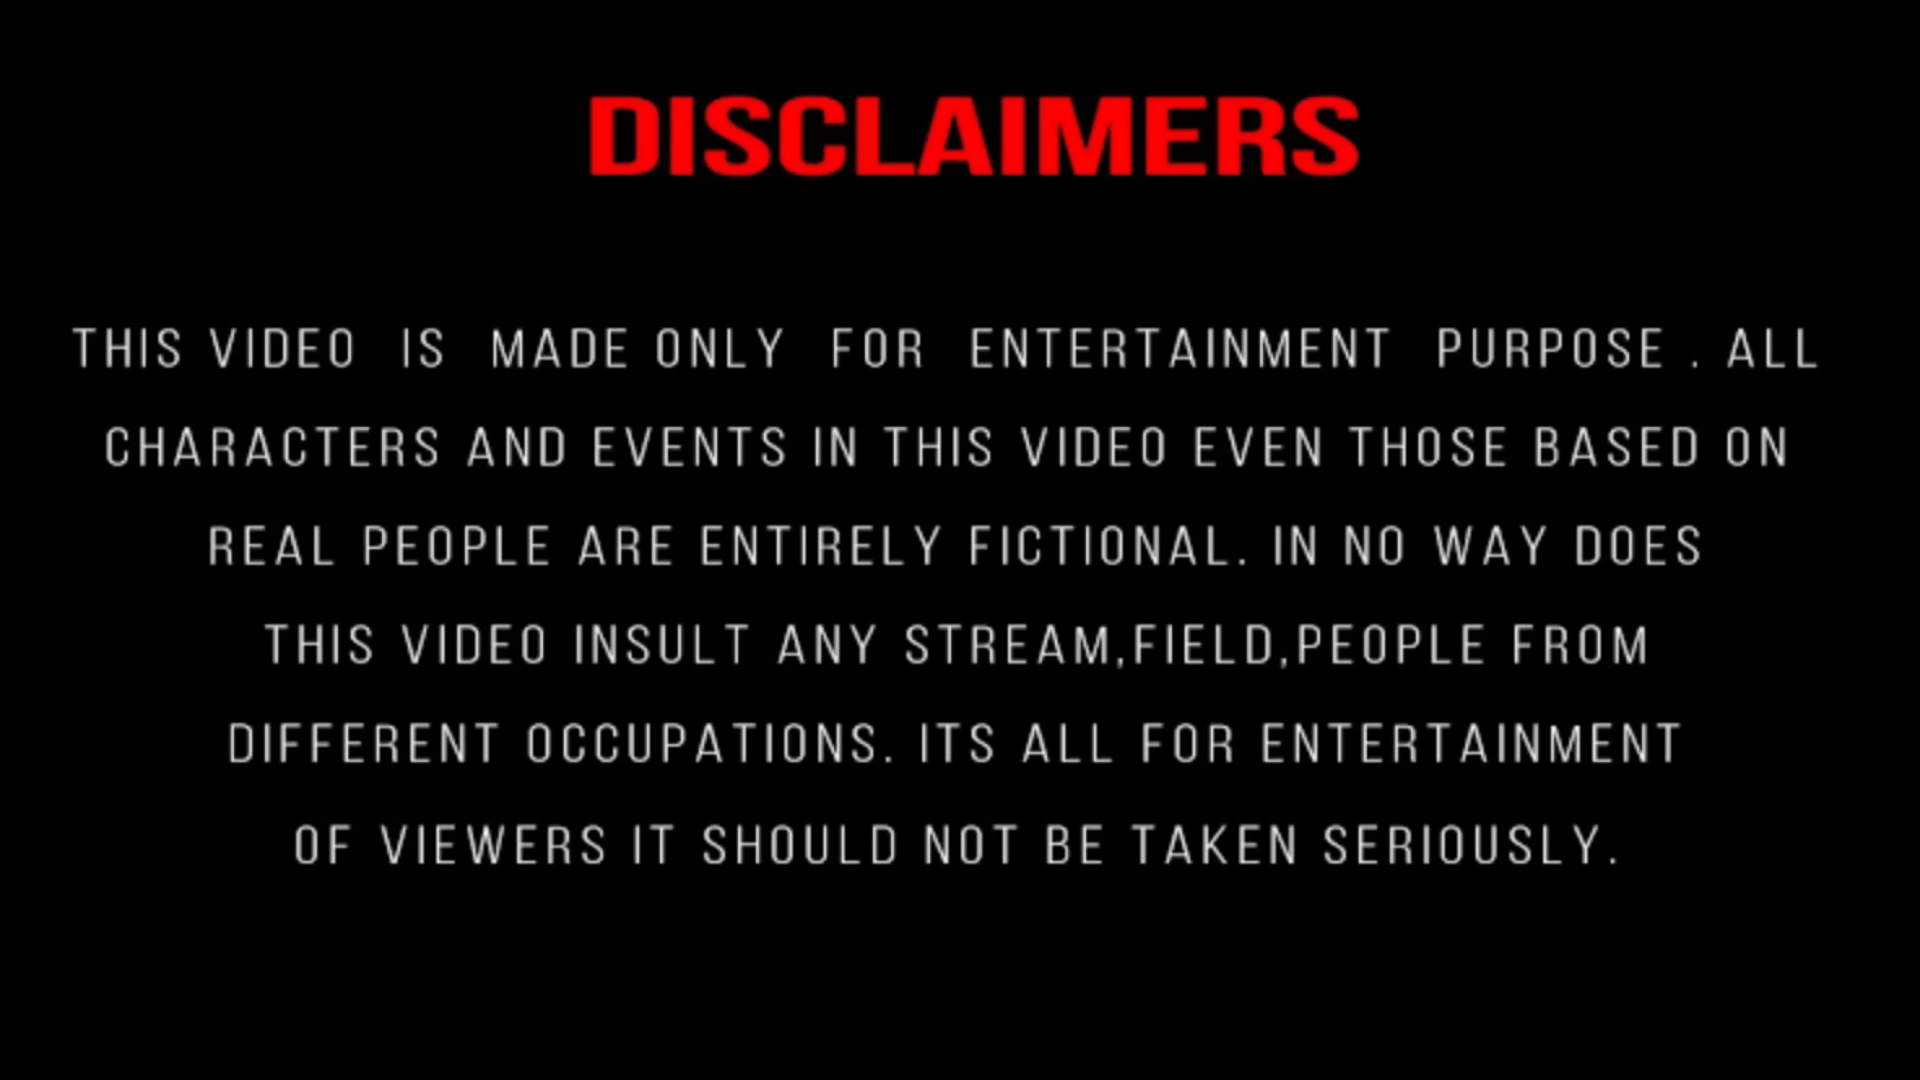 DISCLAIMERS
THIS VIDEO IS MADE ONLY FOR ENTERTAINMENT PURPOSE . ALL
CHARACTERS AND EVENTS IN THIS VIDEO EVEN THOSE BASED ON
REAL PEOPLE ARE ENTIRELY FICTIONAL. IN NO WAY DOES
THIS VIDEO INSULT ANY STREAM,FIELD,PEOPLE FROM
DIFFERENT OCCUPATIONS. ITS ALL FOR ENTERTAINMENT
OF VIEWERS IT SHOULD NOT BE TAKEN SERIOUSLY.